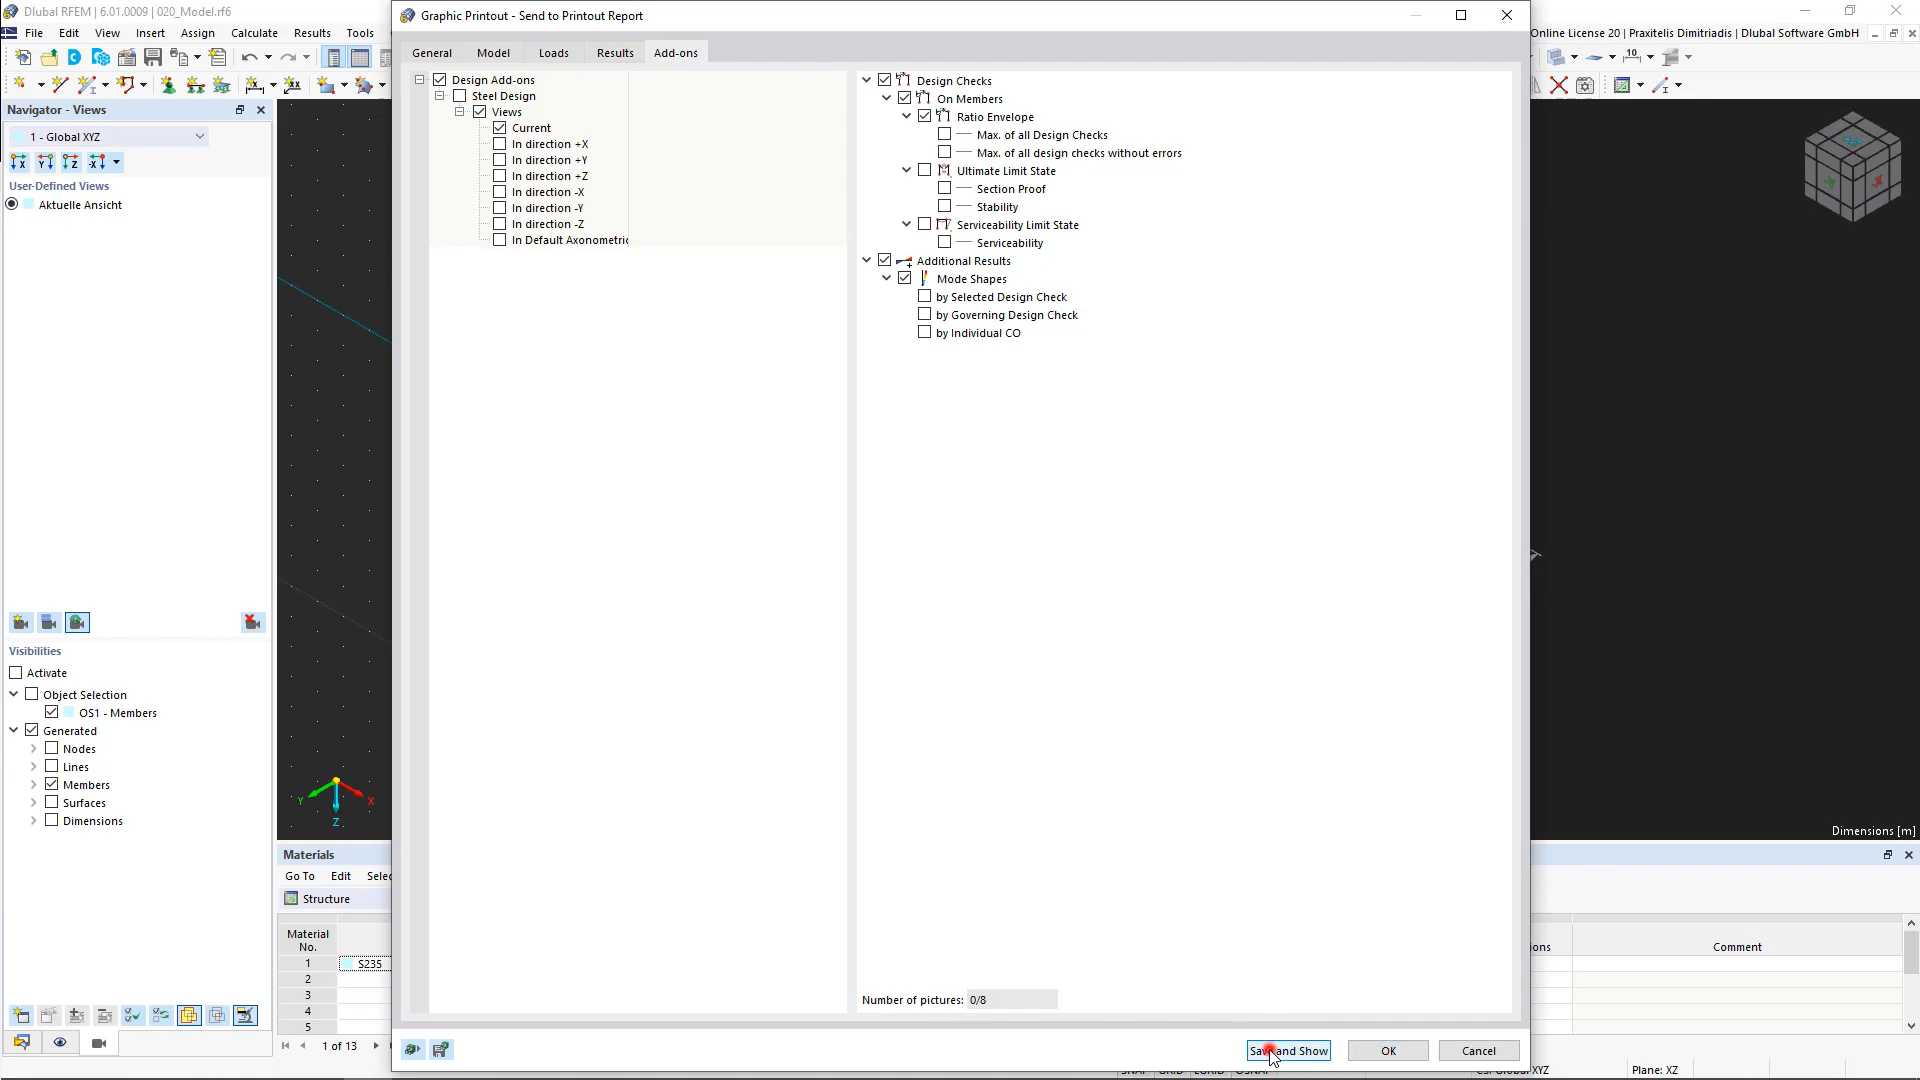 Dlubal RFEM | 6.01.0009 | 020_Model.rf6
File Edit View Insert Assign Calculate Results Tools
Online License 20 | Praxitelis Dimitriadis | Dlubal Software GmbH
Navigator - Views
1 - Global XYZ
User-Defined Views
Aktuelle Ansicht
Visibilities
Activate
Object Selection
OS1 - Members
Generated
Nodes
Lines
Members
Surfaces
Dimensions
Graphic Printout - Send to Printout Report
General Model Loads Results Add-ons
Design Add-ons
Steel Design
Views
Current
In direction +X
In direction +Y
In direction +Z
In direction -X
In direction -Y
In direction -Z
In Default Axonometric
Design Checks
On Members
Ratio Envelope
Max. of all Design Checks
Max. of all design checks without errors
Ultimate Limit State
Section Proof
Stability
Serviceability Limit State
Serviceability
Additional Results
Mode Shapes
by Selected Design Check
by Governing Design Check
by Individual CO
Number of pictures: 0/8
Save and Show OK Cancel
Y X
Z
Dimensions [m]
Materials
Go To Edit Selec
Structure
Material
No.
1 S235
2
3
4
5
1 of 13
ions Comment
Plane: XZ